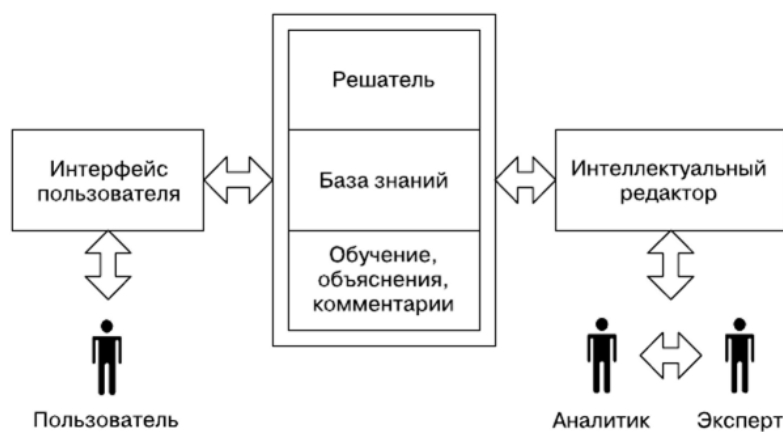 Решатель
Интерфейс
пользователя
База знаний
Интеллектуальный
редактор
Обучение,
объяснения,
комментарии
Пользователь
Аналитик
Эксперт